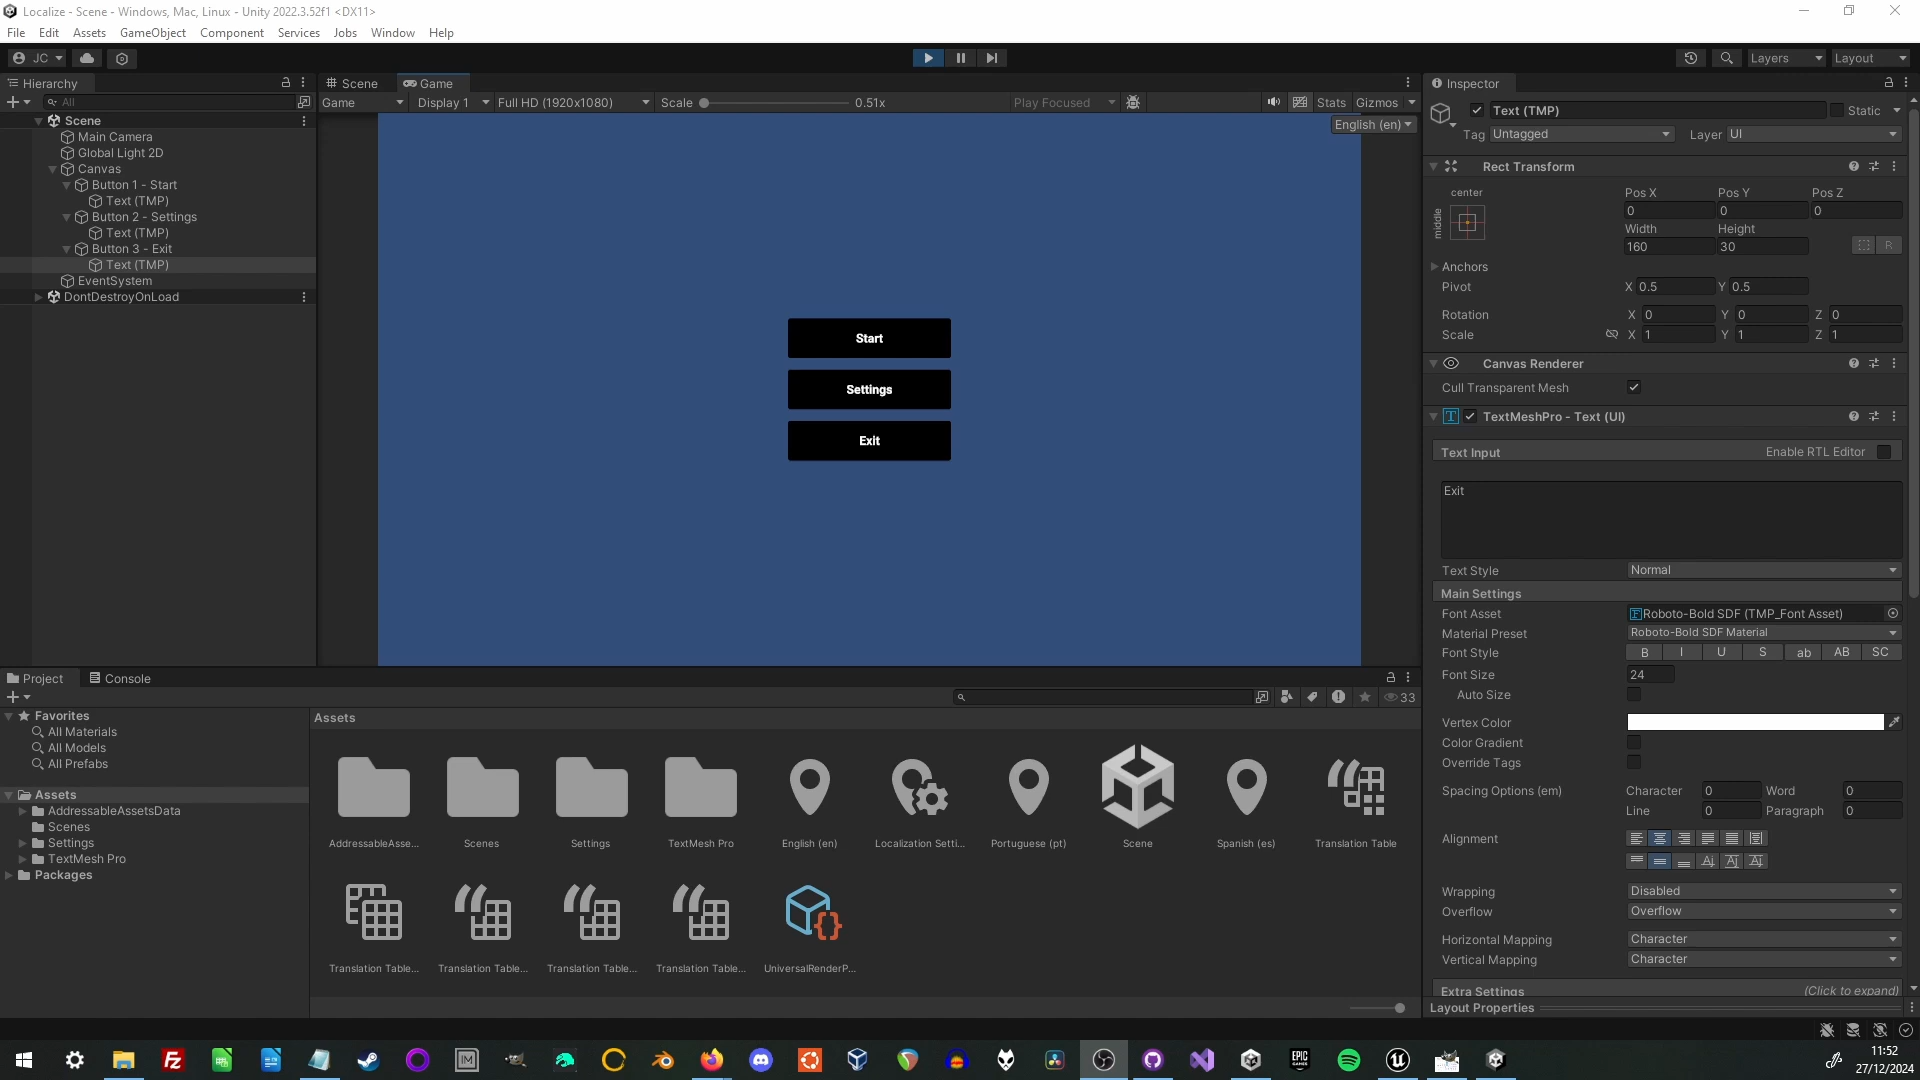 Localize - Scene - Windows, Mac, Linux - Unity 2022.3.52f1 <DX11>
File Edit Assets GameObject Component Services Jobs Window Help
JC
Layers Layout
Hierarchy
All
Scene
Main Camera
Global Light 2D
Canvas
Button 1 - Start
Text (TMP)
Button 2 - Settings
Text (TMP)
Button 3 - Exit
Text (TMP)
EventSystem
DontDestroyOnLoad
Scene Game
Game Display 1 Full HD (1920x1080) Scale 0.51x Play Focused Stats Gizmos
English (en)
Start
Settings
Exit
Inspector
Text (TMP) Static
Tag Untagged Layer UI
Rect Transform
center
middle
Pos X Pos Y Pos Z
0 0 0
Width Height
160 30 R
Anchors
Pivot X 0.5 Y 0.5
Rotation X 0 Y 0 Z 0
Scale X 1 Y 1 Z 1
Canvas Renderer
Cull Transparent Mesh
TextMeshPro - Text (UI)
Text Input Enable RTL Editor
Exit
Text Style Normal
Main Settings
Font Asset Roboto-Bold SDF (TMP_Font Asset)
Material Preset Roboto-Bold SDF Material
Font Style B I U S ab AB SC
Font Size 24
Auto Size
Vertex Color
Color Gradient
Override Tags
Spacing Options (em) Character 0 Word 0
Line 0 Paragraph 0
Alignment
Wrapping Disabled
Overflow Overflow
Horizontal Mapping Character
Vertical Mapping Character
Extra Settings (Click to expand)
Layout Properties
Project Console
33
Favorites
All Materials
All Models
All Prefabs
Assets
AddressableAssetsData
Scenes
Settings
TextMesh Pro
Packages
Assets
AddressableAsse... Scenes Settings TextMesh Pro English (en) Localization Setti... Portuguese (pt) Scene Spanish (es) Translation Table
Translation Table... Translation Table... Translation Table... Translation Table... UniversalRenderP...
11:52
27/12/2024